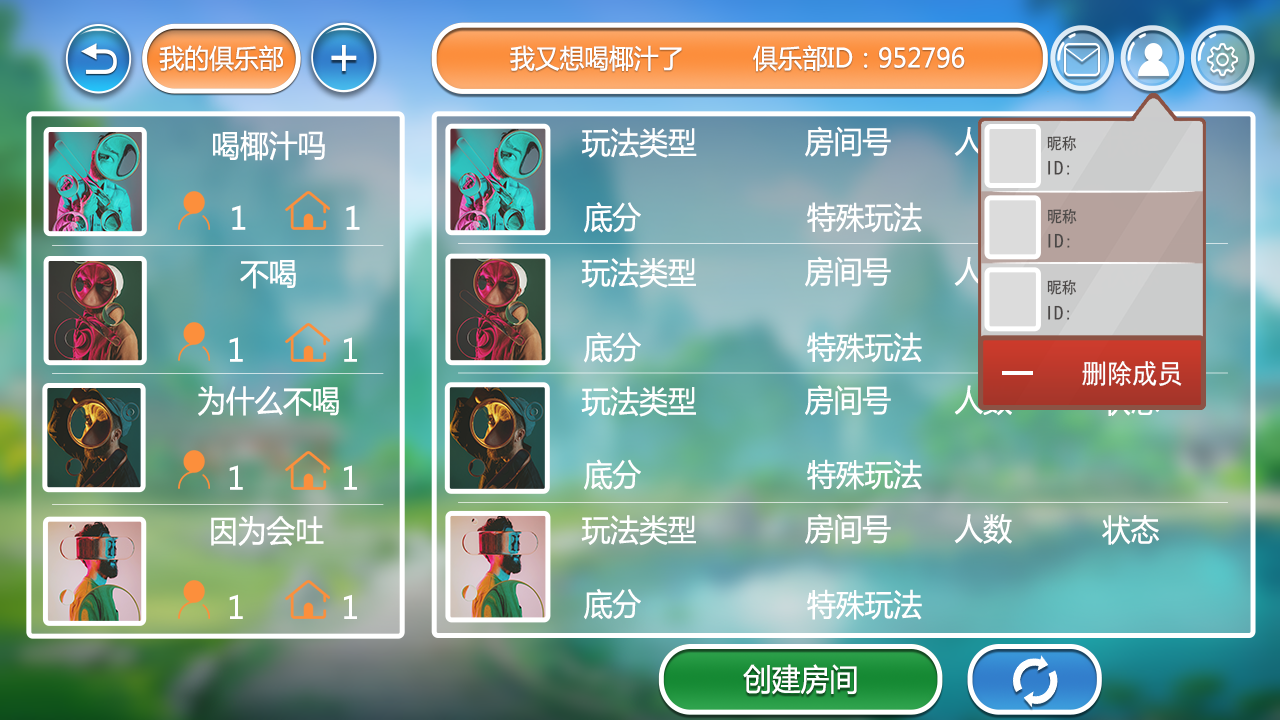 我的俱乐部
我又想喝椰汁了 俱乐部ID：952796
喝椰汁吗
1 1
不喝
1 1
为什么不喝
1 1
因为会吐
1 1
玩法类型 房间号 人
底分 特殊玩法
玩法类型 房间号 人
底分 特殊玩法
玩法类型 房间号 人数 状态
底分 特殊玩法
玩法类型 房间号 人数 状态
底分 特殊玩法
昵称
ID:
昵称
ID:
昵称
ID:
删除成员
创建房间